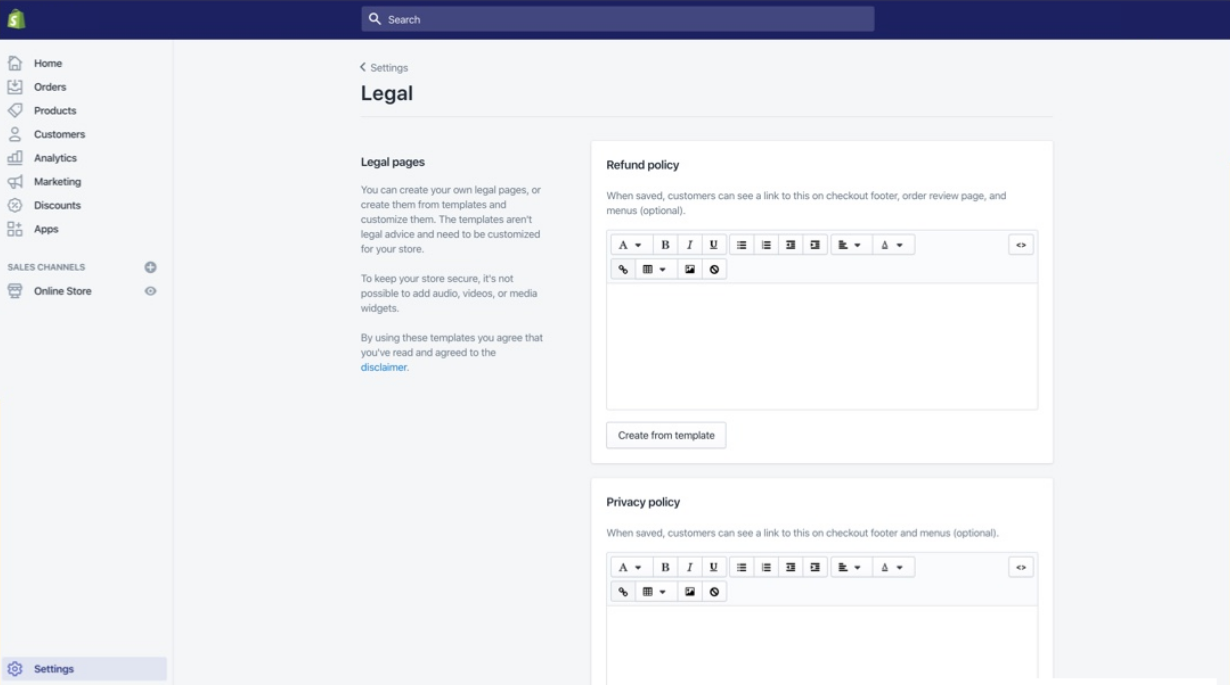 Search
Home
Orders
Products
Customers
Analytics
Marketing
Discounts
Apps
SALES CHANNELS
Online Store
Settings
Settings
Legal
Legal pages
You can create your own legal pages, or
create them from templates and
customize them. The templates aren't
legal advice and need to be customized
for your store.
To keep your store secure, it's not
possible to add audio, videos, or media
widgets.
By using these templates you agree that
you've read and agreed to the
disclaimer.
Refund policy
When saved, customers can see a link to this on checkout footer, order review page, and
menus (optional).
A B I U A <>
Create from template
Privacy policy
When saved, customers can see a link to this on checkout footer and menus (optional).
A B I U A <>